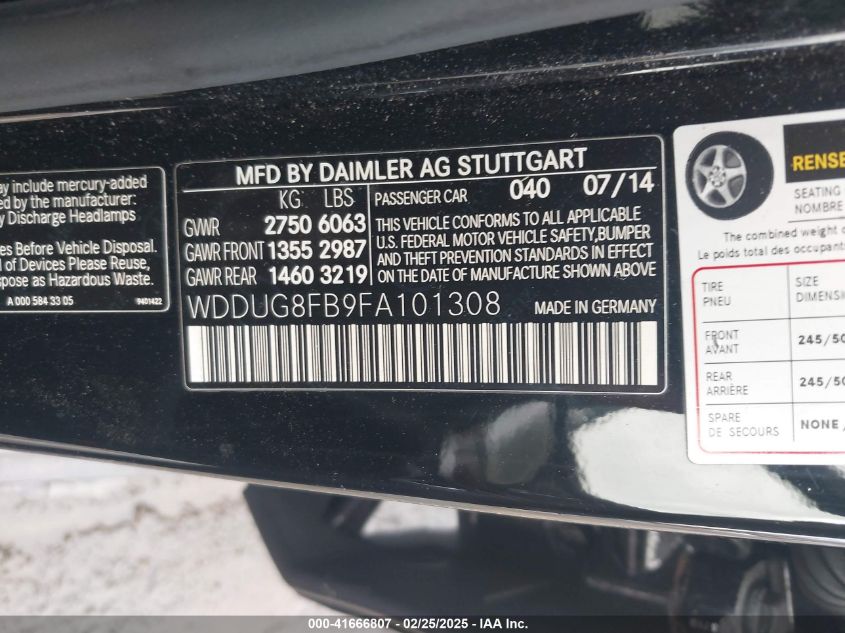 ay include mercury-added
ed by the manufacturer:
y Discharge Headlamps
es Before Vehicle Disposal.
l of Devices Please Reuse,
spose as Hazardous Waste.
A 000 584 33 05 9401422
MFD BY DAIMLER AG STUTTGART
KG LBS PASSENGER CAR 040 07/14
GVWR 2750 6063
GAWR FRONT 1355 2987
GAWR REAR 1460 3219
THIS VEHICLE CONFORMS TO ALL APPLICABLE
U.S. FEDERAL MOTOR VEHICLE SAFETY, BUMPER
AND THEFT PREVENTION STANDARDS IN EFFECT
ON THE DATE OF MANUFACTURE SHOWN ABOVE
WDDUG8FB9FA101308 MADE IN GERMANY
RENSE
SEATING
NOMBRE
The combined weight o
Le poids total des occupant
TIRE SIZE
PNEU DIMENSI
FRONT 245/50
AVANT
REAR 245/50
ARRIÈRE
SPARE NONE/
DE SECOURS
000-41666807 - 02/25/2025 - IAA Inc.